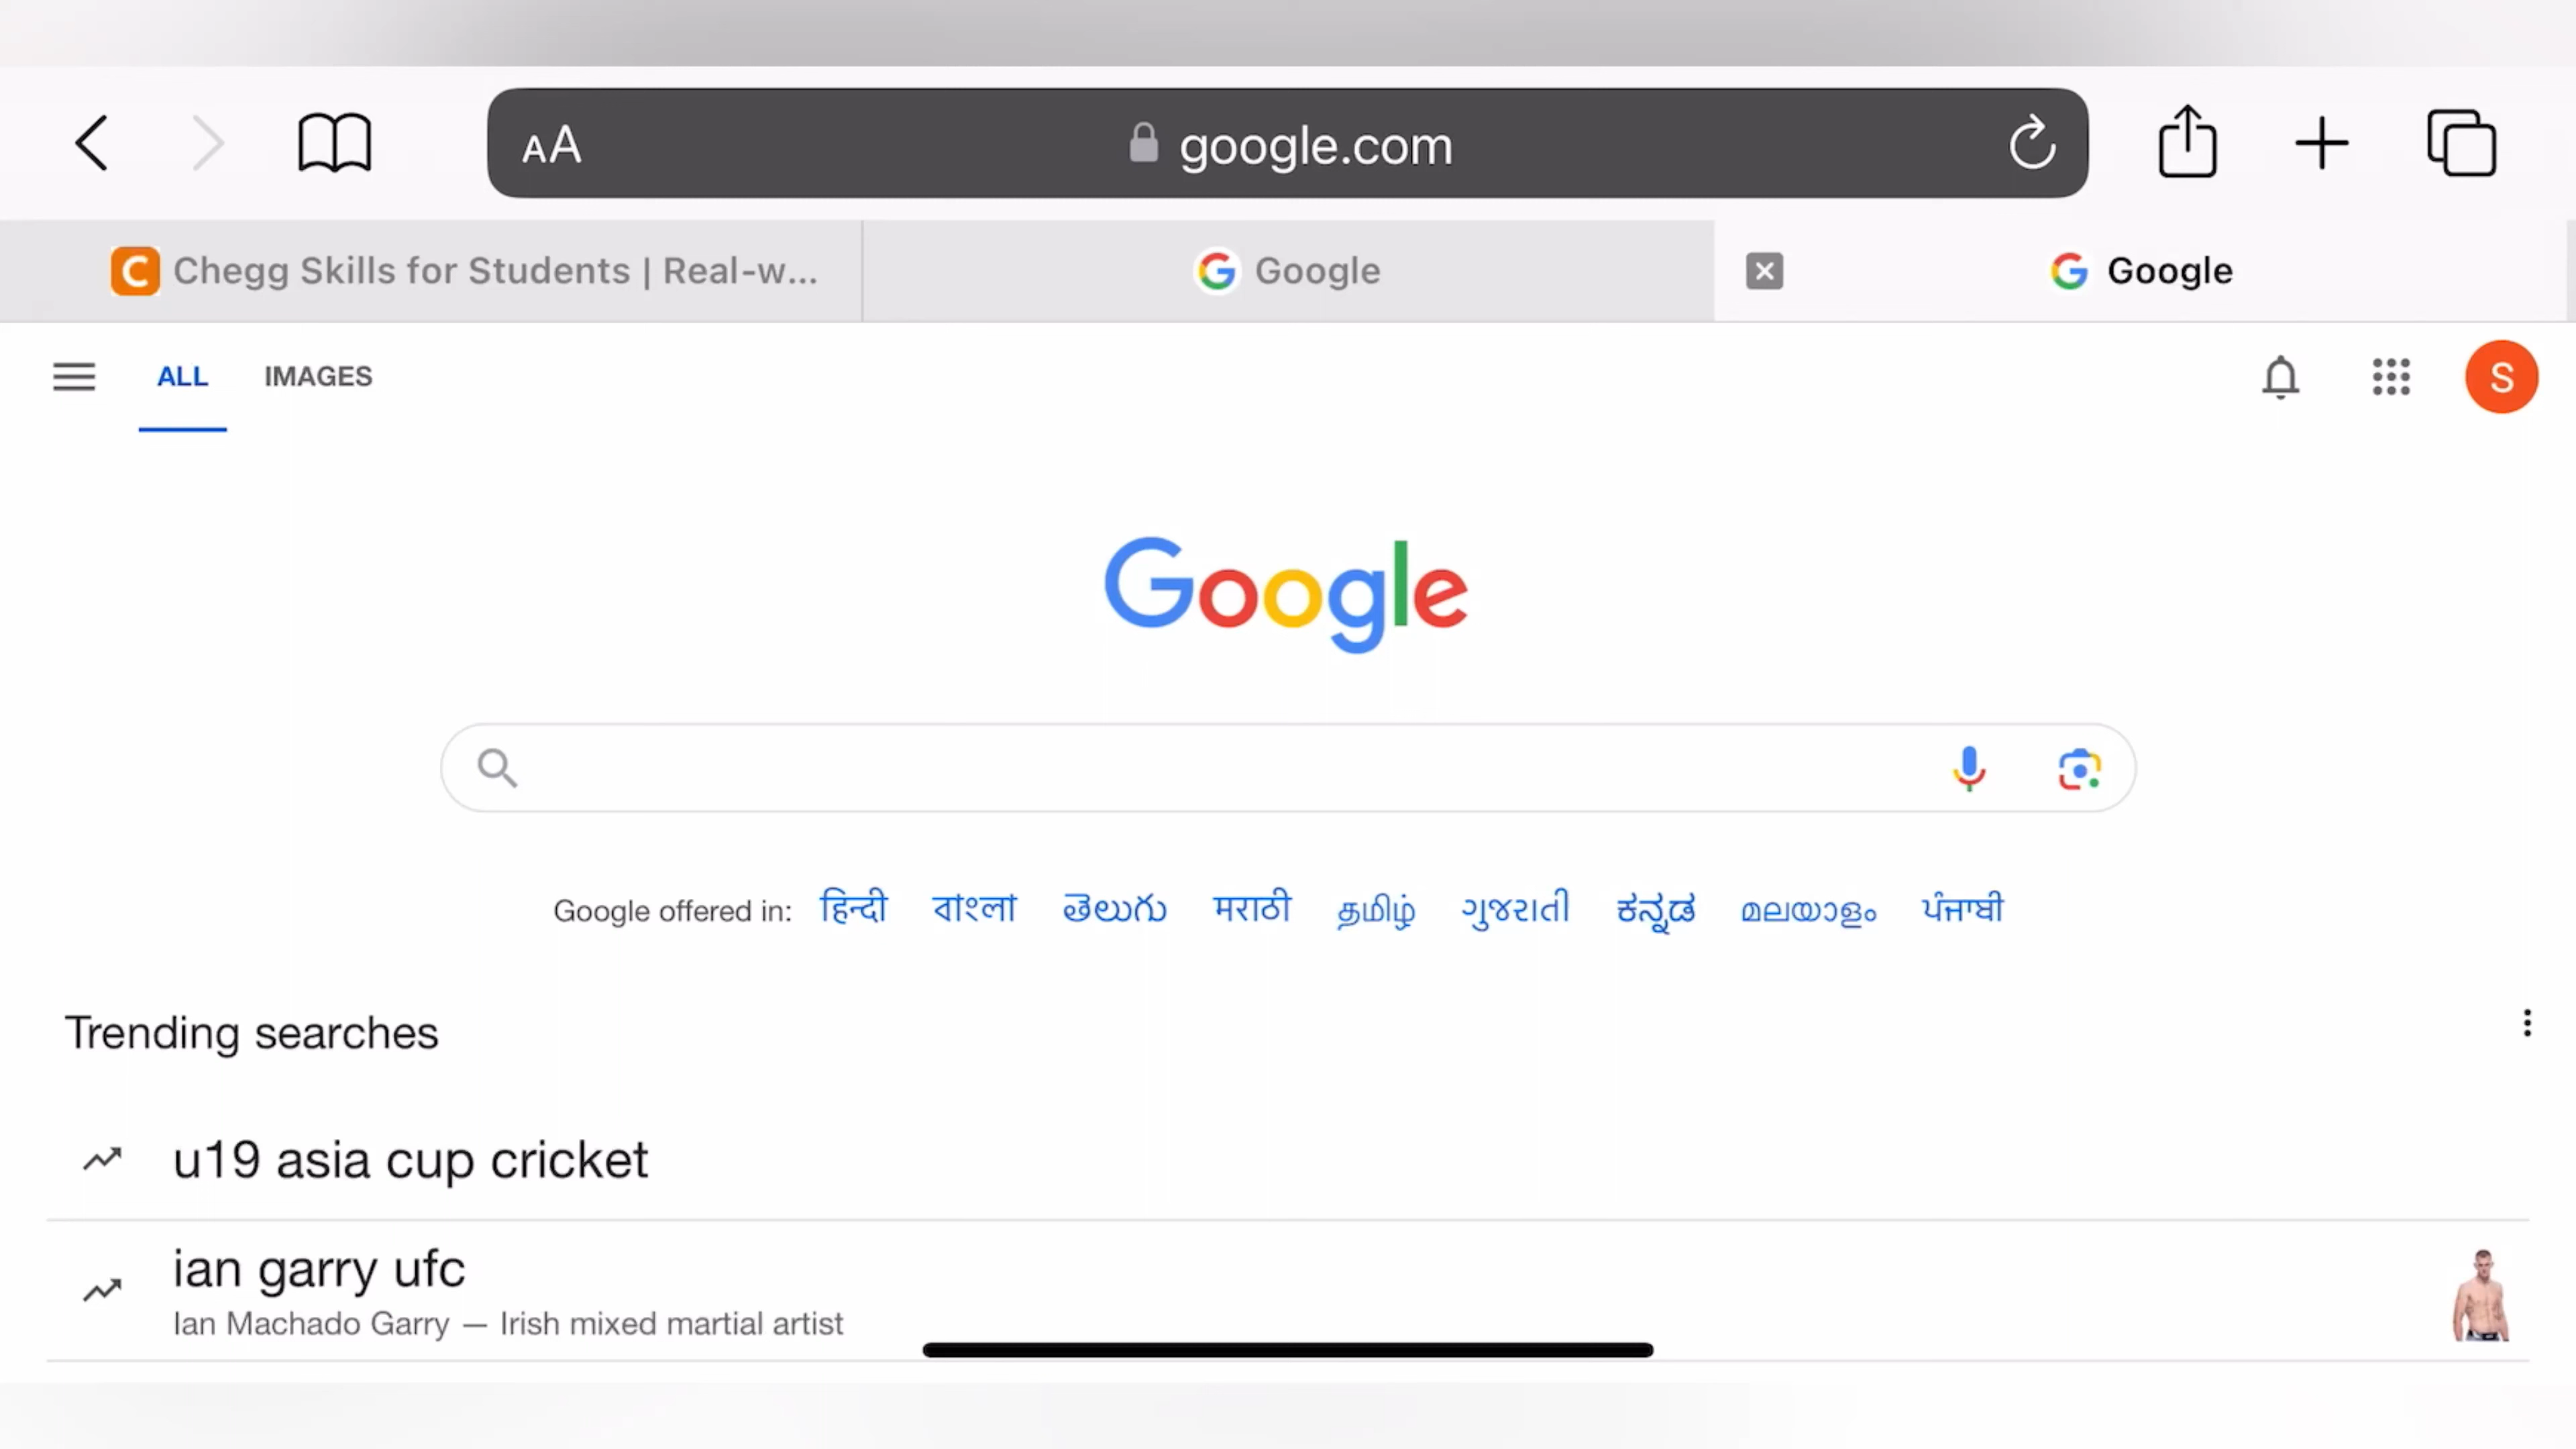 AA google.com
Chegg Skills for Students | Real-w... Google Google
ALL IMAGES S
Google
Google offered in: हिन्दी বাংলা తెలుగు मराठी தமிழ் ગુજરાતી ಕನ್ನಡ മലയാളം ਪੰਜਾਬੀ
Trending searches
u19 asia cup cricket
ian garry ufc
Ian Machado Garry — Irish mixed martial artist